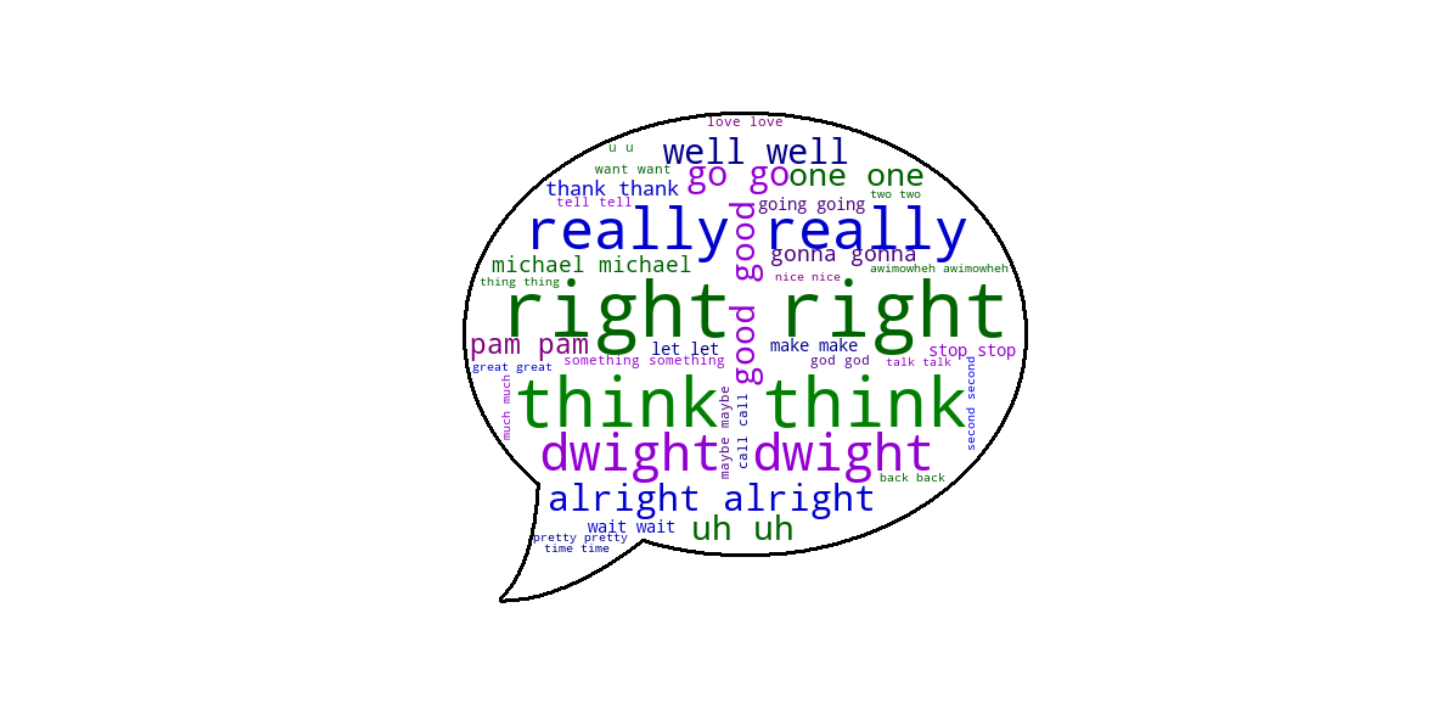 love love
u u
well well
want want
go go
one one
thank thank
two two
tell tell
going going
really really
good good
gonna gonna
michael michael
awimowheh awimowheh
thing thing
nice nice
right right
good good
pam pam
let let
make make
stop stop
something something
god god
talk talk
great great
second second
much much
think think
maybe maybe
call call
dwight dwight
back back
alright alright
wait wait
uh uh
pretty pretty
time time